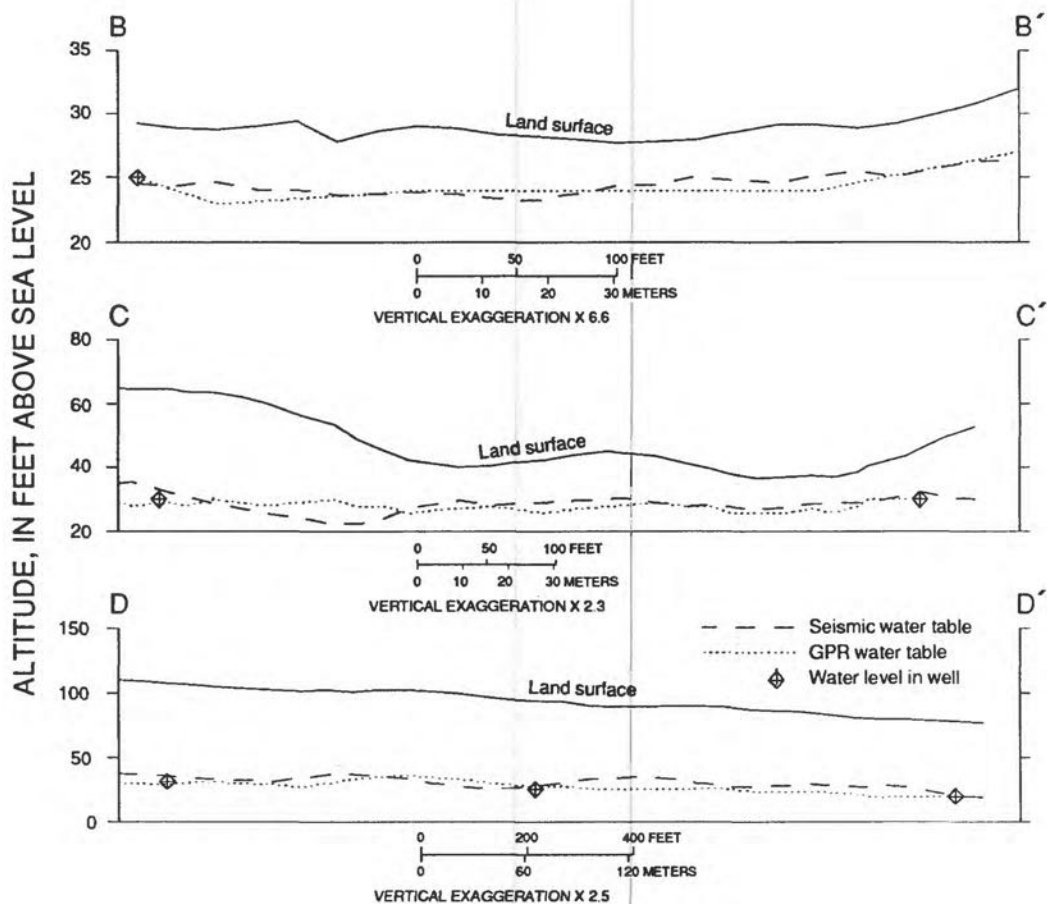 ALTITUDE, IN FEET ABOVE SEA LEVEL
B B′
35
30
25
20
Land surface
0 50 100 FEET
0 10 20 30 METERS
VERTICAL EXAGGERATION X 6.6
C C′
80
60
40
20
Land surface
0 50 100 FEET
0 10 20 30 METERS
VERTICAL EXAGGERATION X 2.3
D D′
150
100
50
0
Land surface
Seismic water table
GPR water table
Water level in well
0 200 400 FEET
0 60 120 METERS
VERTICAL EXAGGERATION X 2.5